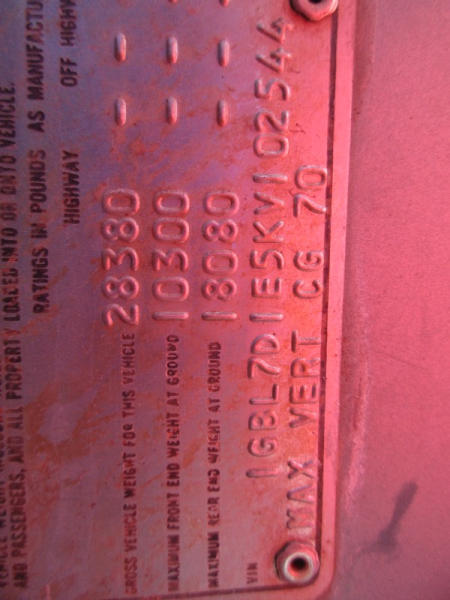 AND PASSENGERS, AND ALL PROPERTY LOADED INTO OR ONTO VEHICLE.
RATINGS IN POUNDS AS MANUFACTU
HIGHWAY OFF HIGHW
GROSS VEHICLE WEIGHT FOR THIS VEHICLE 28380 - -
MAXIMUM FRONT END WEIGHT AT GROUND 10300 - -
MAXIMUM REAR END WEIGHT AT GROUND 18080 - -
VIN 1GBL7D1E5KV102544
MAX VERT CG 70